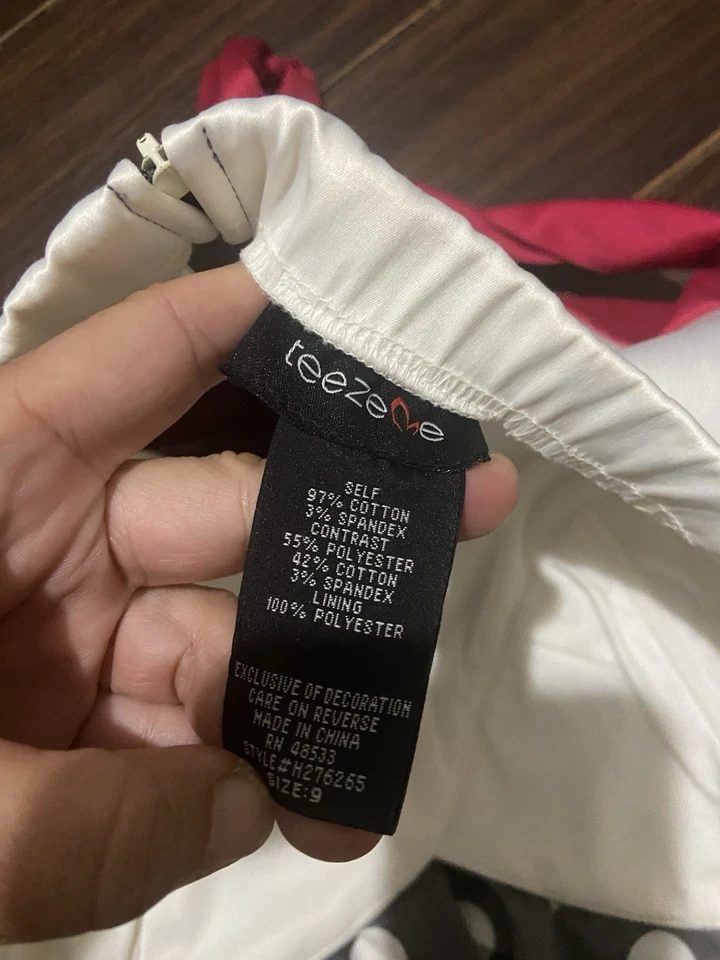 teezeme
SELF
97% COTTON
3% SPANDEX
CONTRAST
55% POLYESTER
42% COTTON
3% SPANDEX
LINING
100% POLYESTER
EXCLUSIVE OF DECORATION
CARE ON REVERSE
MADE IN CHINA
RN 48533
STYLE#H276265
SIZE:9